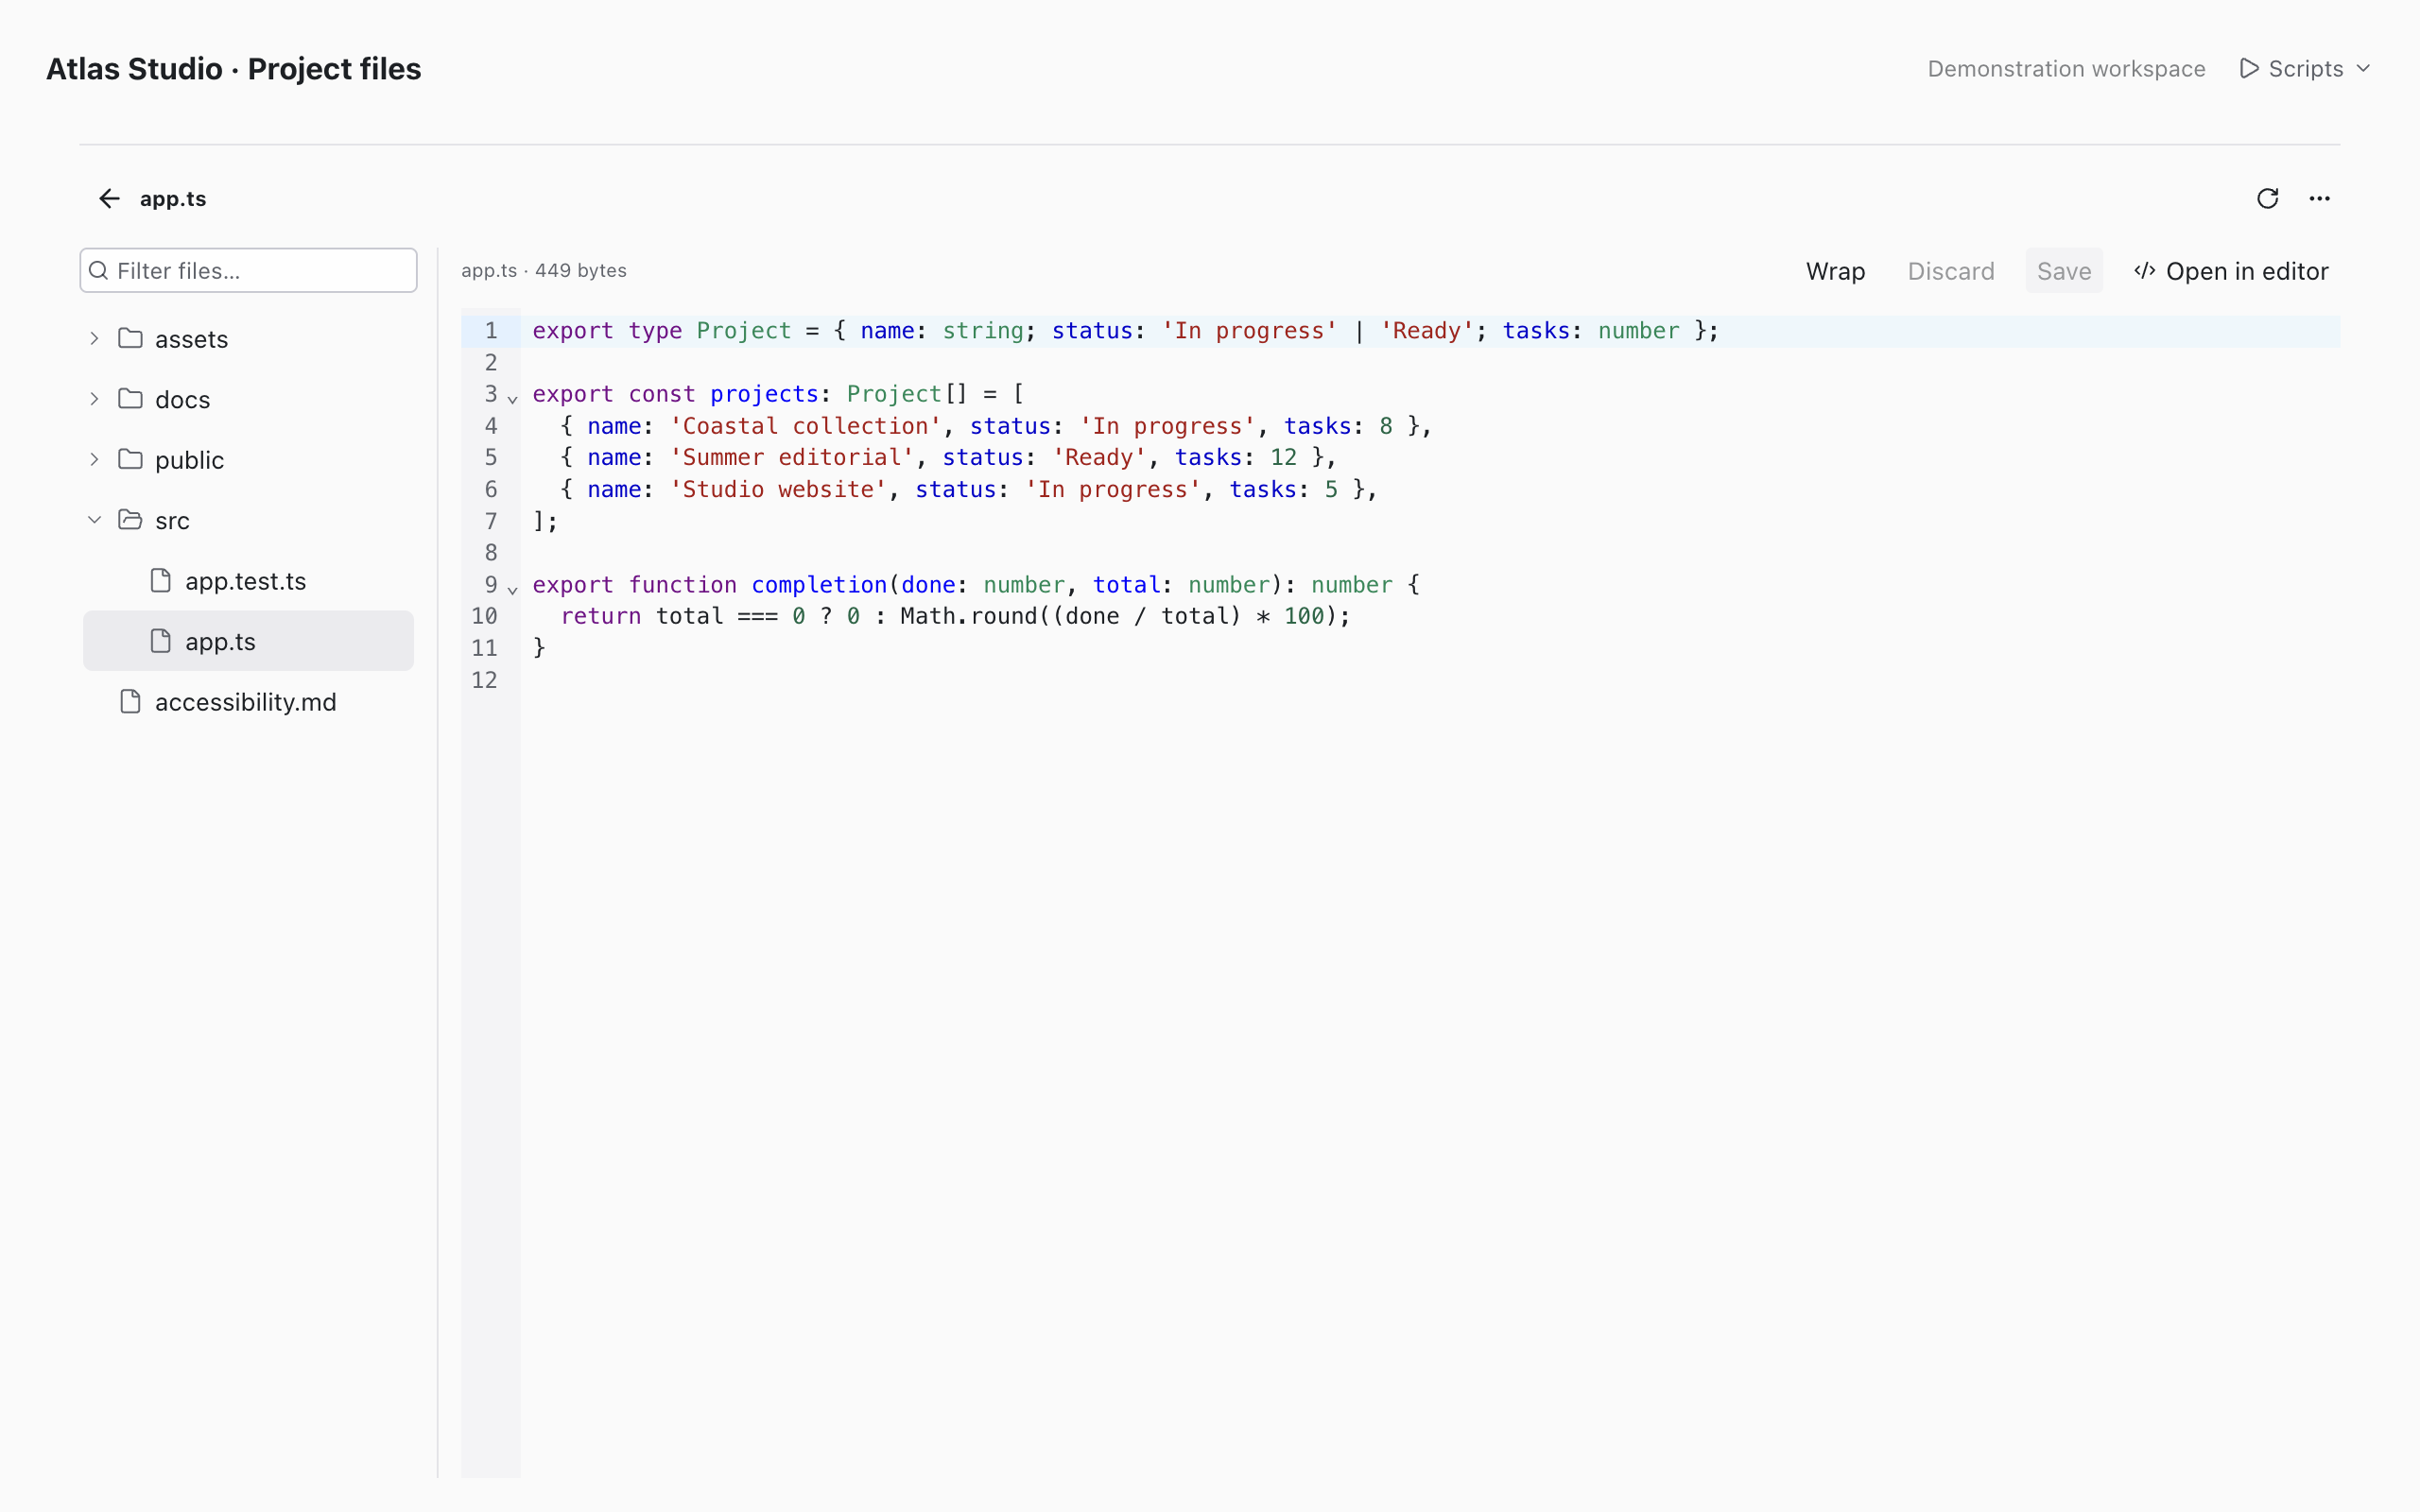 Atlas Studio · Project files
Demonstration workspace
Scripts
app.ts
Filter files...
assets
docs
public
src
app.test.ts
app.ts
accessibility.md
app.ts · 449 bytes
Wrap
Discard
Save
</> Open in editor
1 export type Project = { name: string; status: 'In progress' | 'Ready'; tasks: number };
2
3 export const projects: Project[] = [
4   { name: 'Coastal collection', status: 'In progress', tasks: 8 },
5   { name: 'Summer editorial', status: 'Ready', tasks: 12 },
6   { name: 'Studio website', status: 'In progress', tasks: 5 },
7 ];
8
9 export function completion(done: number, total: number): number {
10   return total === 0 ? 0 : Math.round((done / total) * 100);
11 }
12